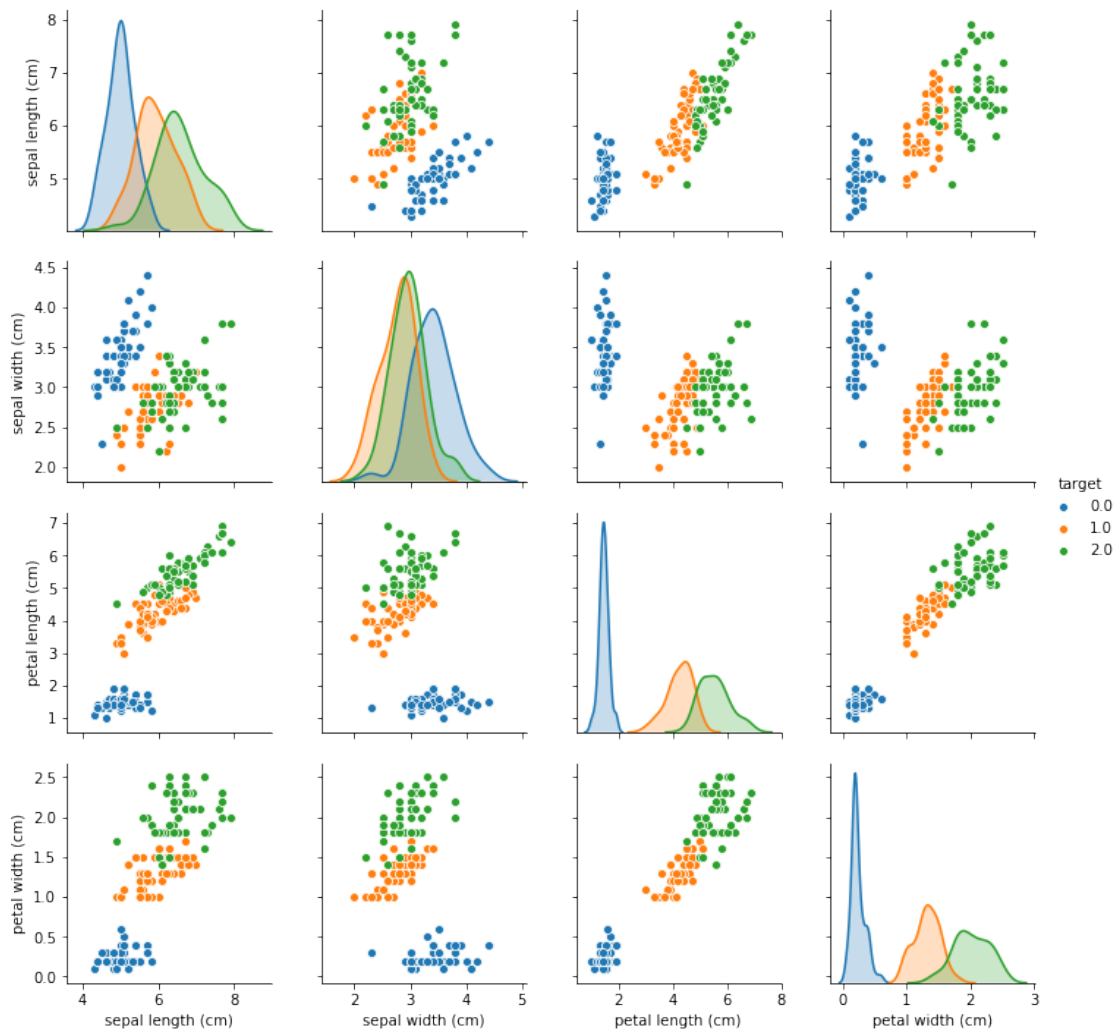 8
7
6
5
sepal length (cm)
4.5
4.0
3.5
3.0
2.5
2.0
sepal width (cm)
target
0.0
1.0
2.0
7
6
5
4
3
2
1
petal length (cm)
2.5
2.0
1.5
1.0
0.5
0.0
petal width (cm)
4 6 8
sepal length (cm)
2 3 4 5
sepal width (cm)
2 4 6 8
petal length (cm)
0 1 2 3
petal width (cm)